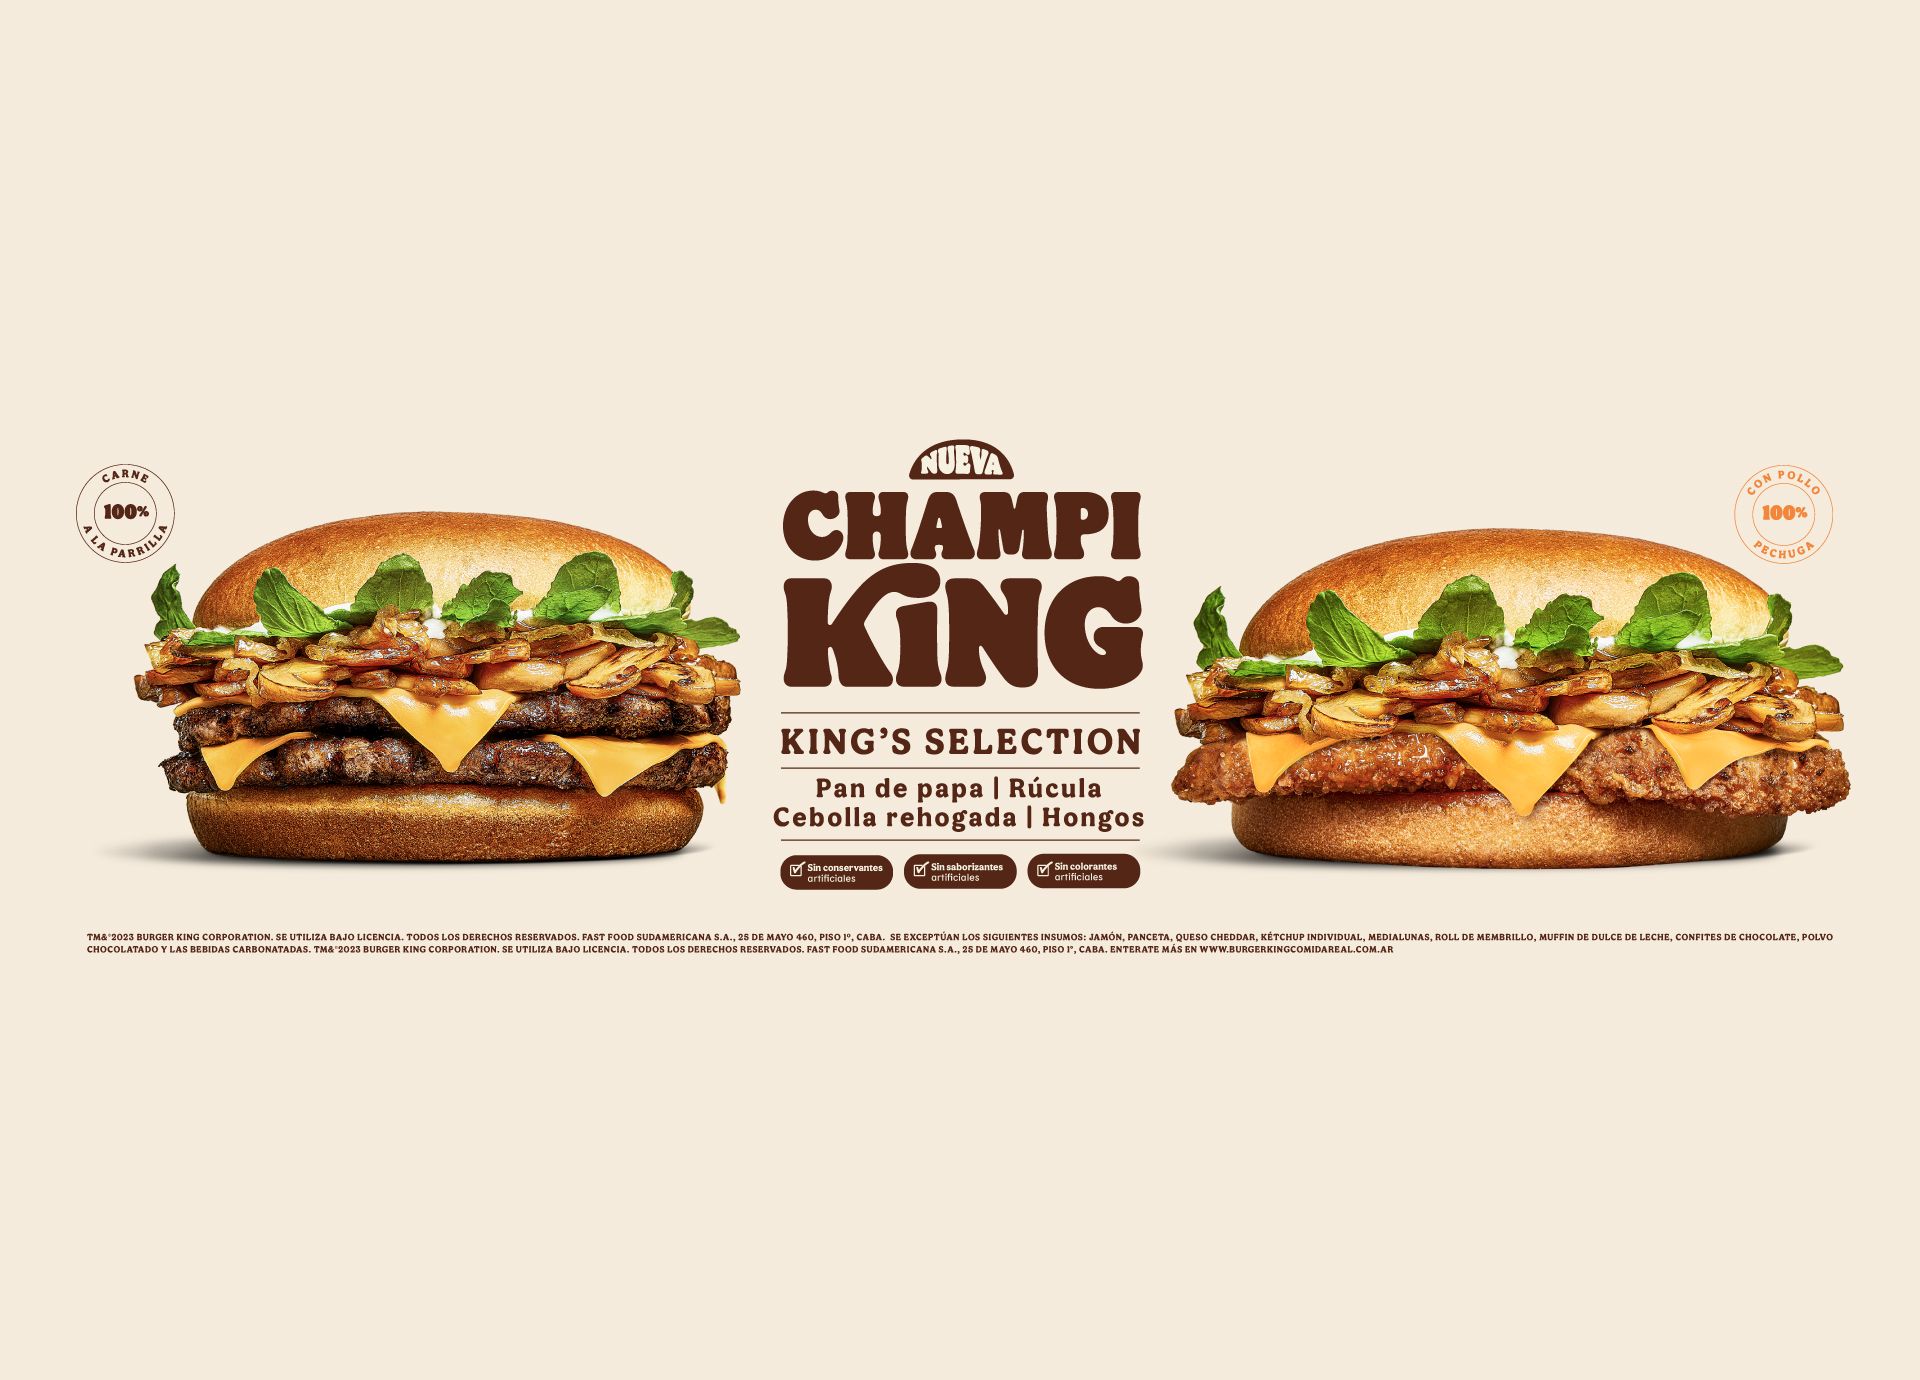 NUEVA
CHAMPI
KING
KING'S SELECTION
Pan de papa | Rúcula
Cebolla rehogada | Hongos
Sin conservantes
artificiales
Sin saborizantes
artificiales
Sin colorantes
artificiales
CARNE
100%
A LA PARRILLA
CON POLLO
100%
PECHUGA
TM&®2023 BURGER KING CORPORATION. SE UTILIZA BAJO LICENCIA. TODOS LOS DERECHOS RESERVADOS. FAST FOOD SUDAMERICANA S.A., 25 DE MAYO 460, PISO 1º, CABA. SE EXCEPTÚAN LOS SIGUIENTES INSUMOS: JAMÓN, PANCETA, QUESO CHEDDAR, KÉTCHUP INDIVIDUAL, MEDIALUNAS, ROLL DE MEMBRILLO, MUFFIN DE DULCE DE LECHE, CONFITES DE CHOCOLATE, POLVO
CHOCOLATADO Y LAS BEBIDAS CARBONATADAS. TM&®2023 BURGER KING CORPORATION. SE UTILIZA BAJO LICENCIA. TODOS LOS DERECHOS RESERVADOS. FAST FOOD SUDAMERICANA S.A., 25 DE MAYO 460, PISO 1°, CABA. ENTERATE MÁS EN WWW.BURGERKINGCOMIDAREAL.COM.AR